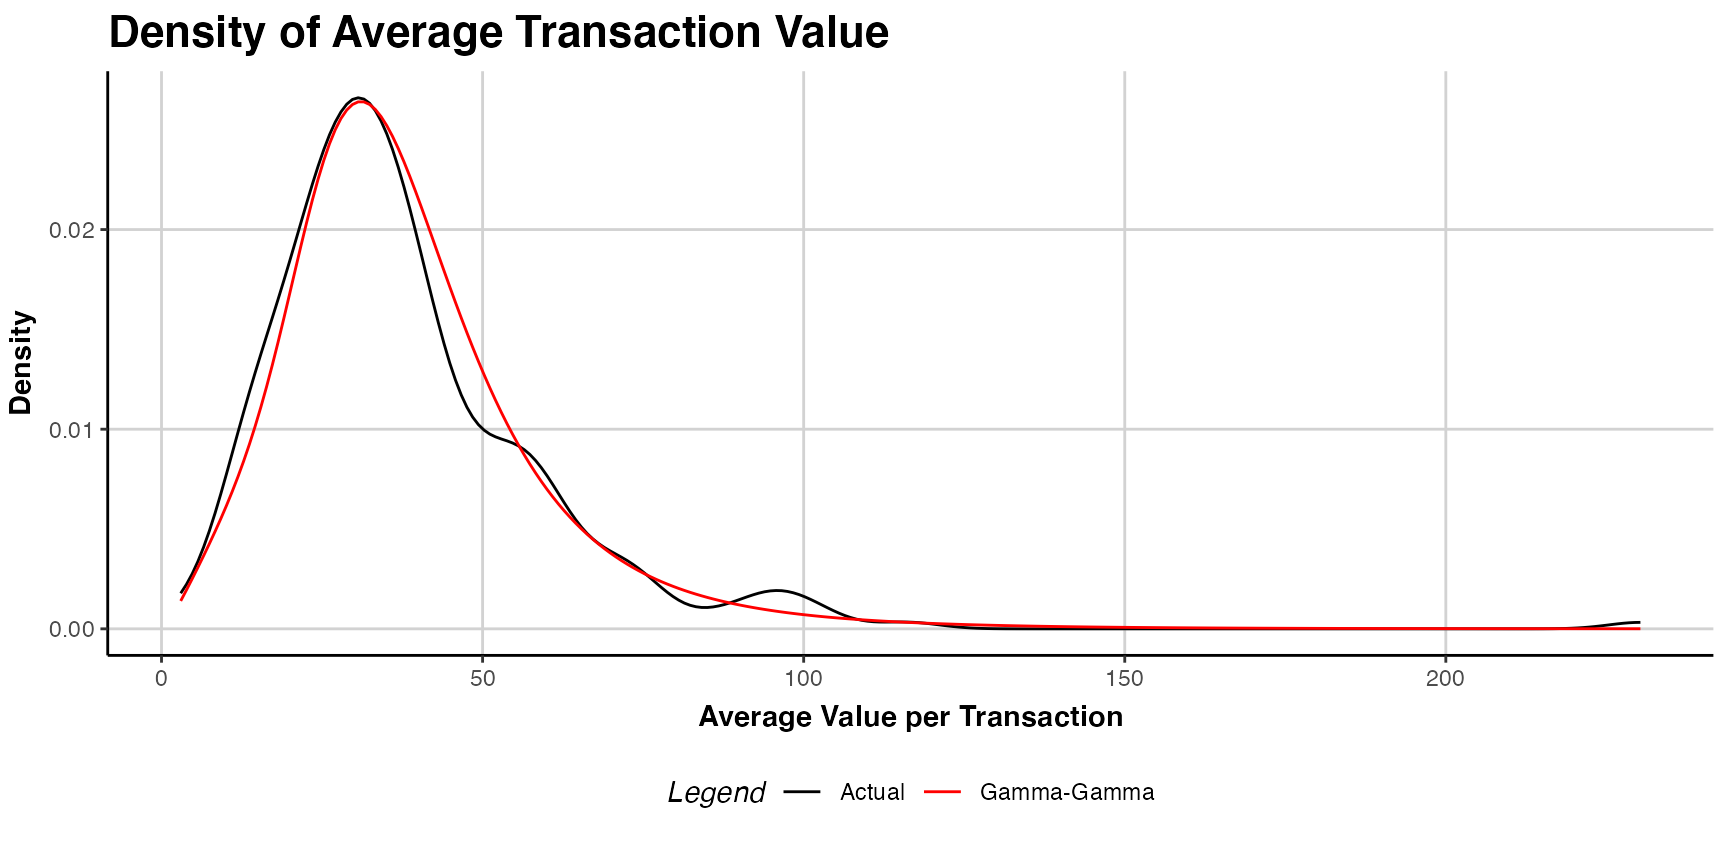 Density of Average Transaction Value
Density
0.02
0.01
0.00
0 50 100 150 200
Average Value per Transaction
Legend Actual Gamma-Gamma